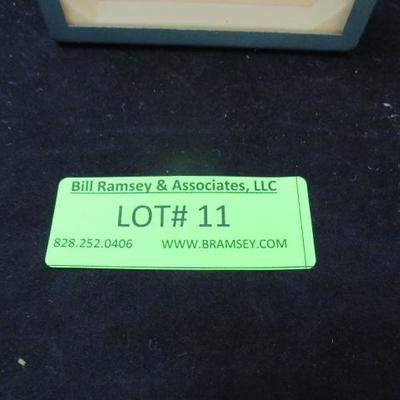 Bill Ramsey & Associates, LLC
LOT# 11
828.252.0406 WWW.BRAMSEY.COM